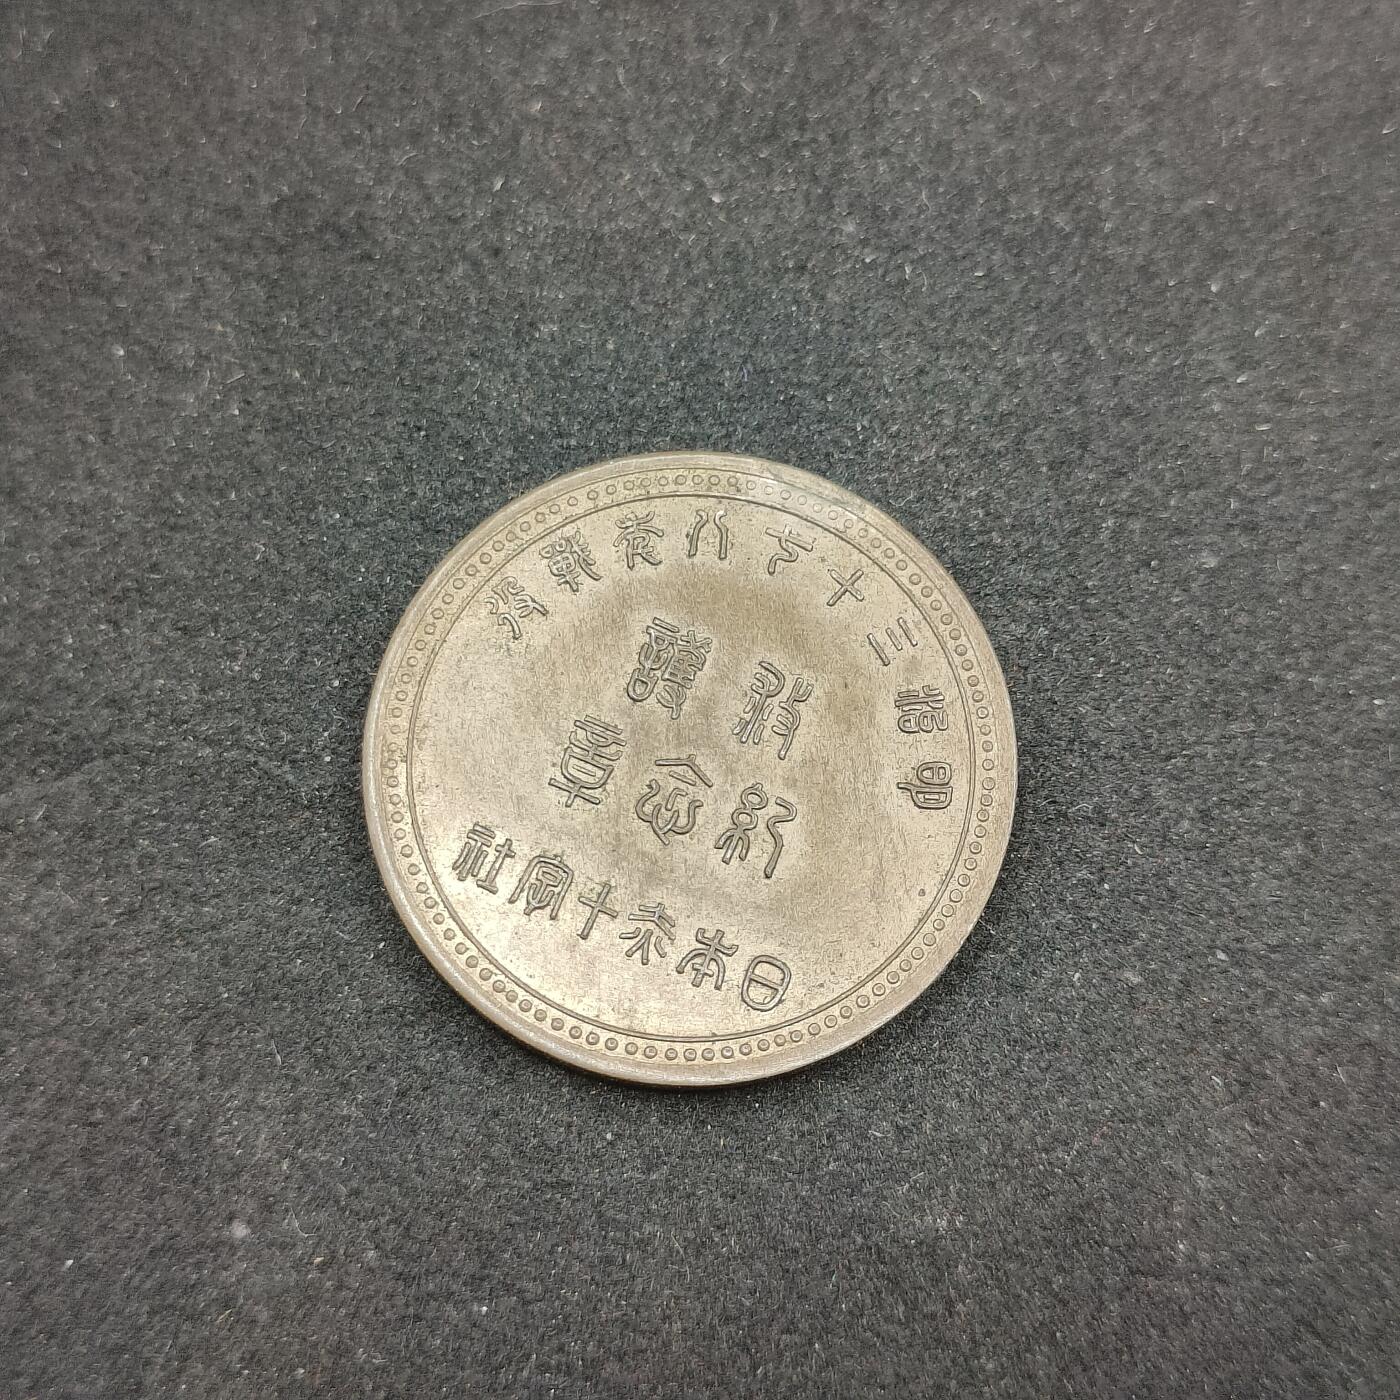 明治三十七八年戰役
救護
紀念章
日本赤十字社